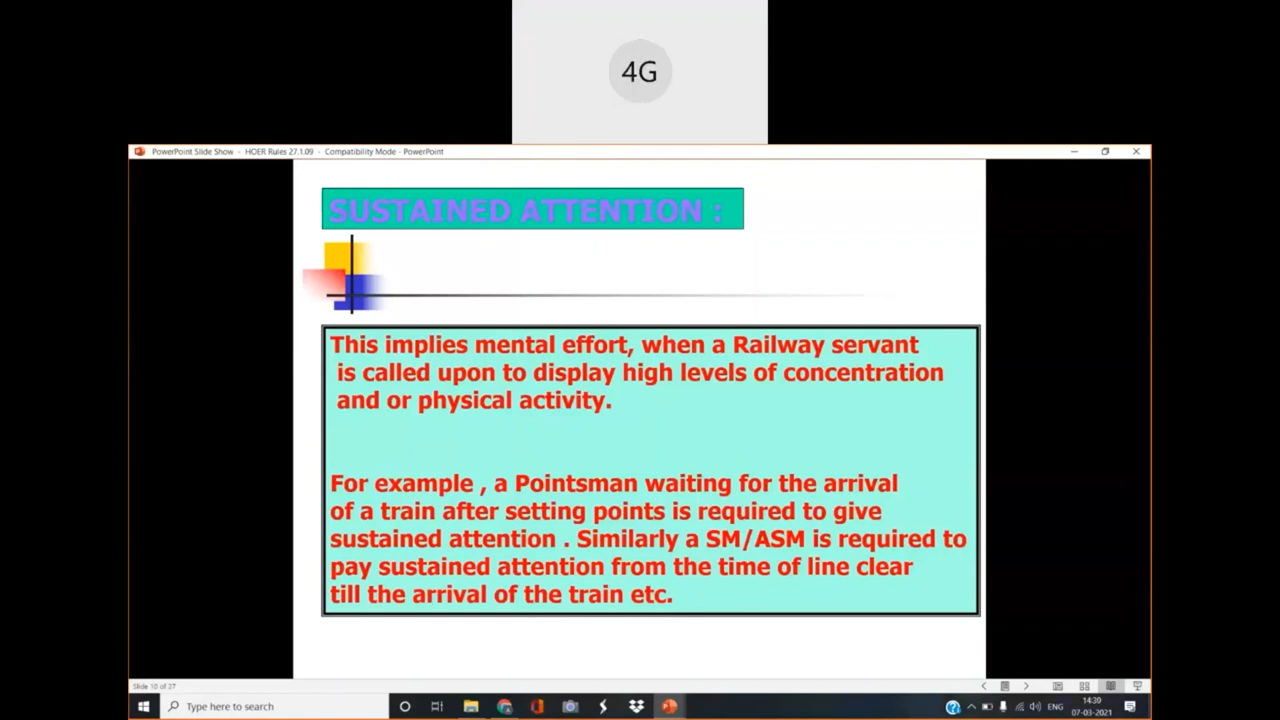 4G
PowerPoint Slide Show - HOER Rules 27.1.09 - Compatibility Mode - PowerPoint
SUSTAINED ATTENTION :
This implies mental effort, when a Railway servant
is called upon to display high levels of concentration
and or physical activity.
For example , a Pointsman waiting for the arrival
of a train after setting points is required to give
sustained attention . Similarly a SM/ASM is required to
pay sustained attention from the time of line clear
till the arrival of the train etc.
Slide 10 of 27
Type here to search
ENG
14:39
07-03-2021